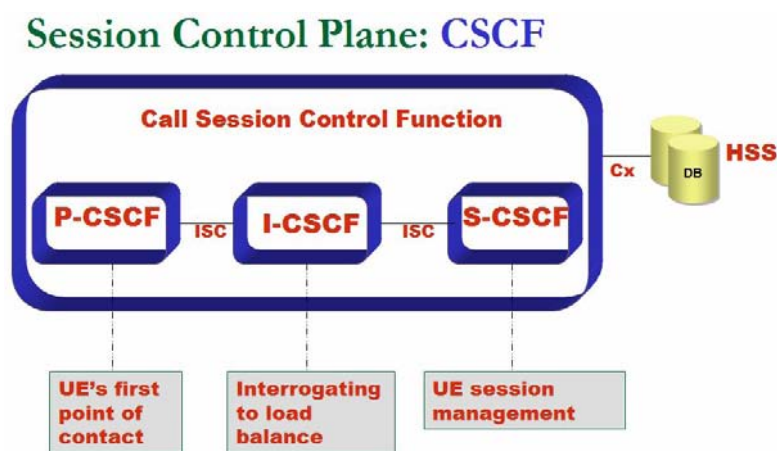 Session Control Plane: CSCF
Call Session Control Function
P-CSCF
ISC
I-CSCF
ISC
S-CSCF
Cx
DB
HSS
UE's first
point of
contact
Interrogating
to load
balance
UE session
management